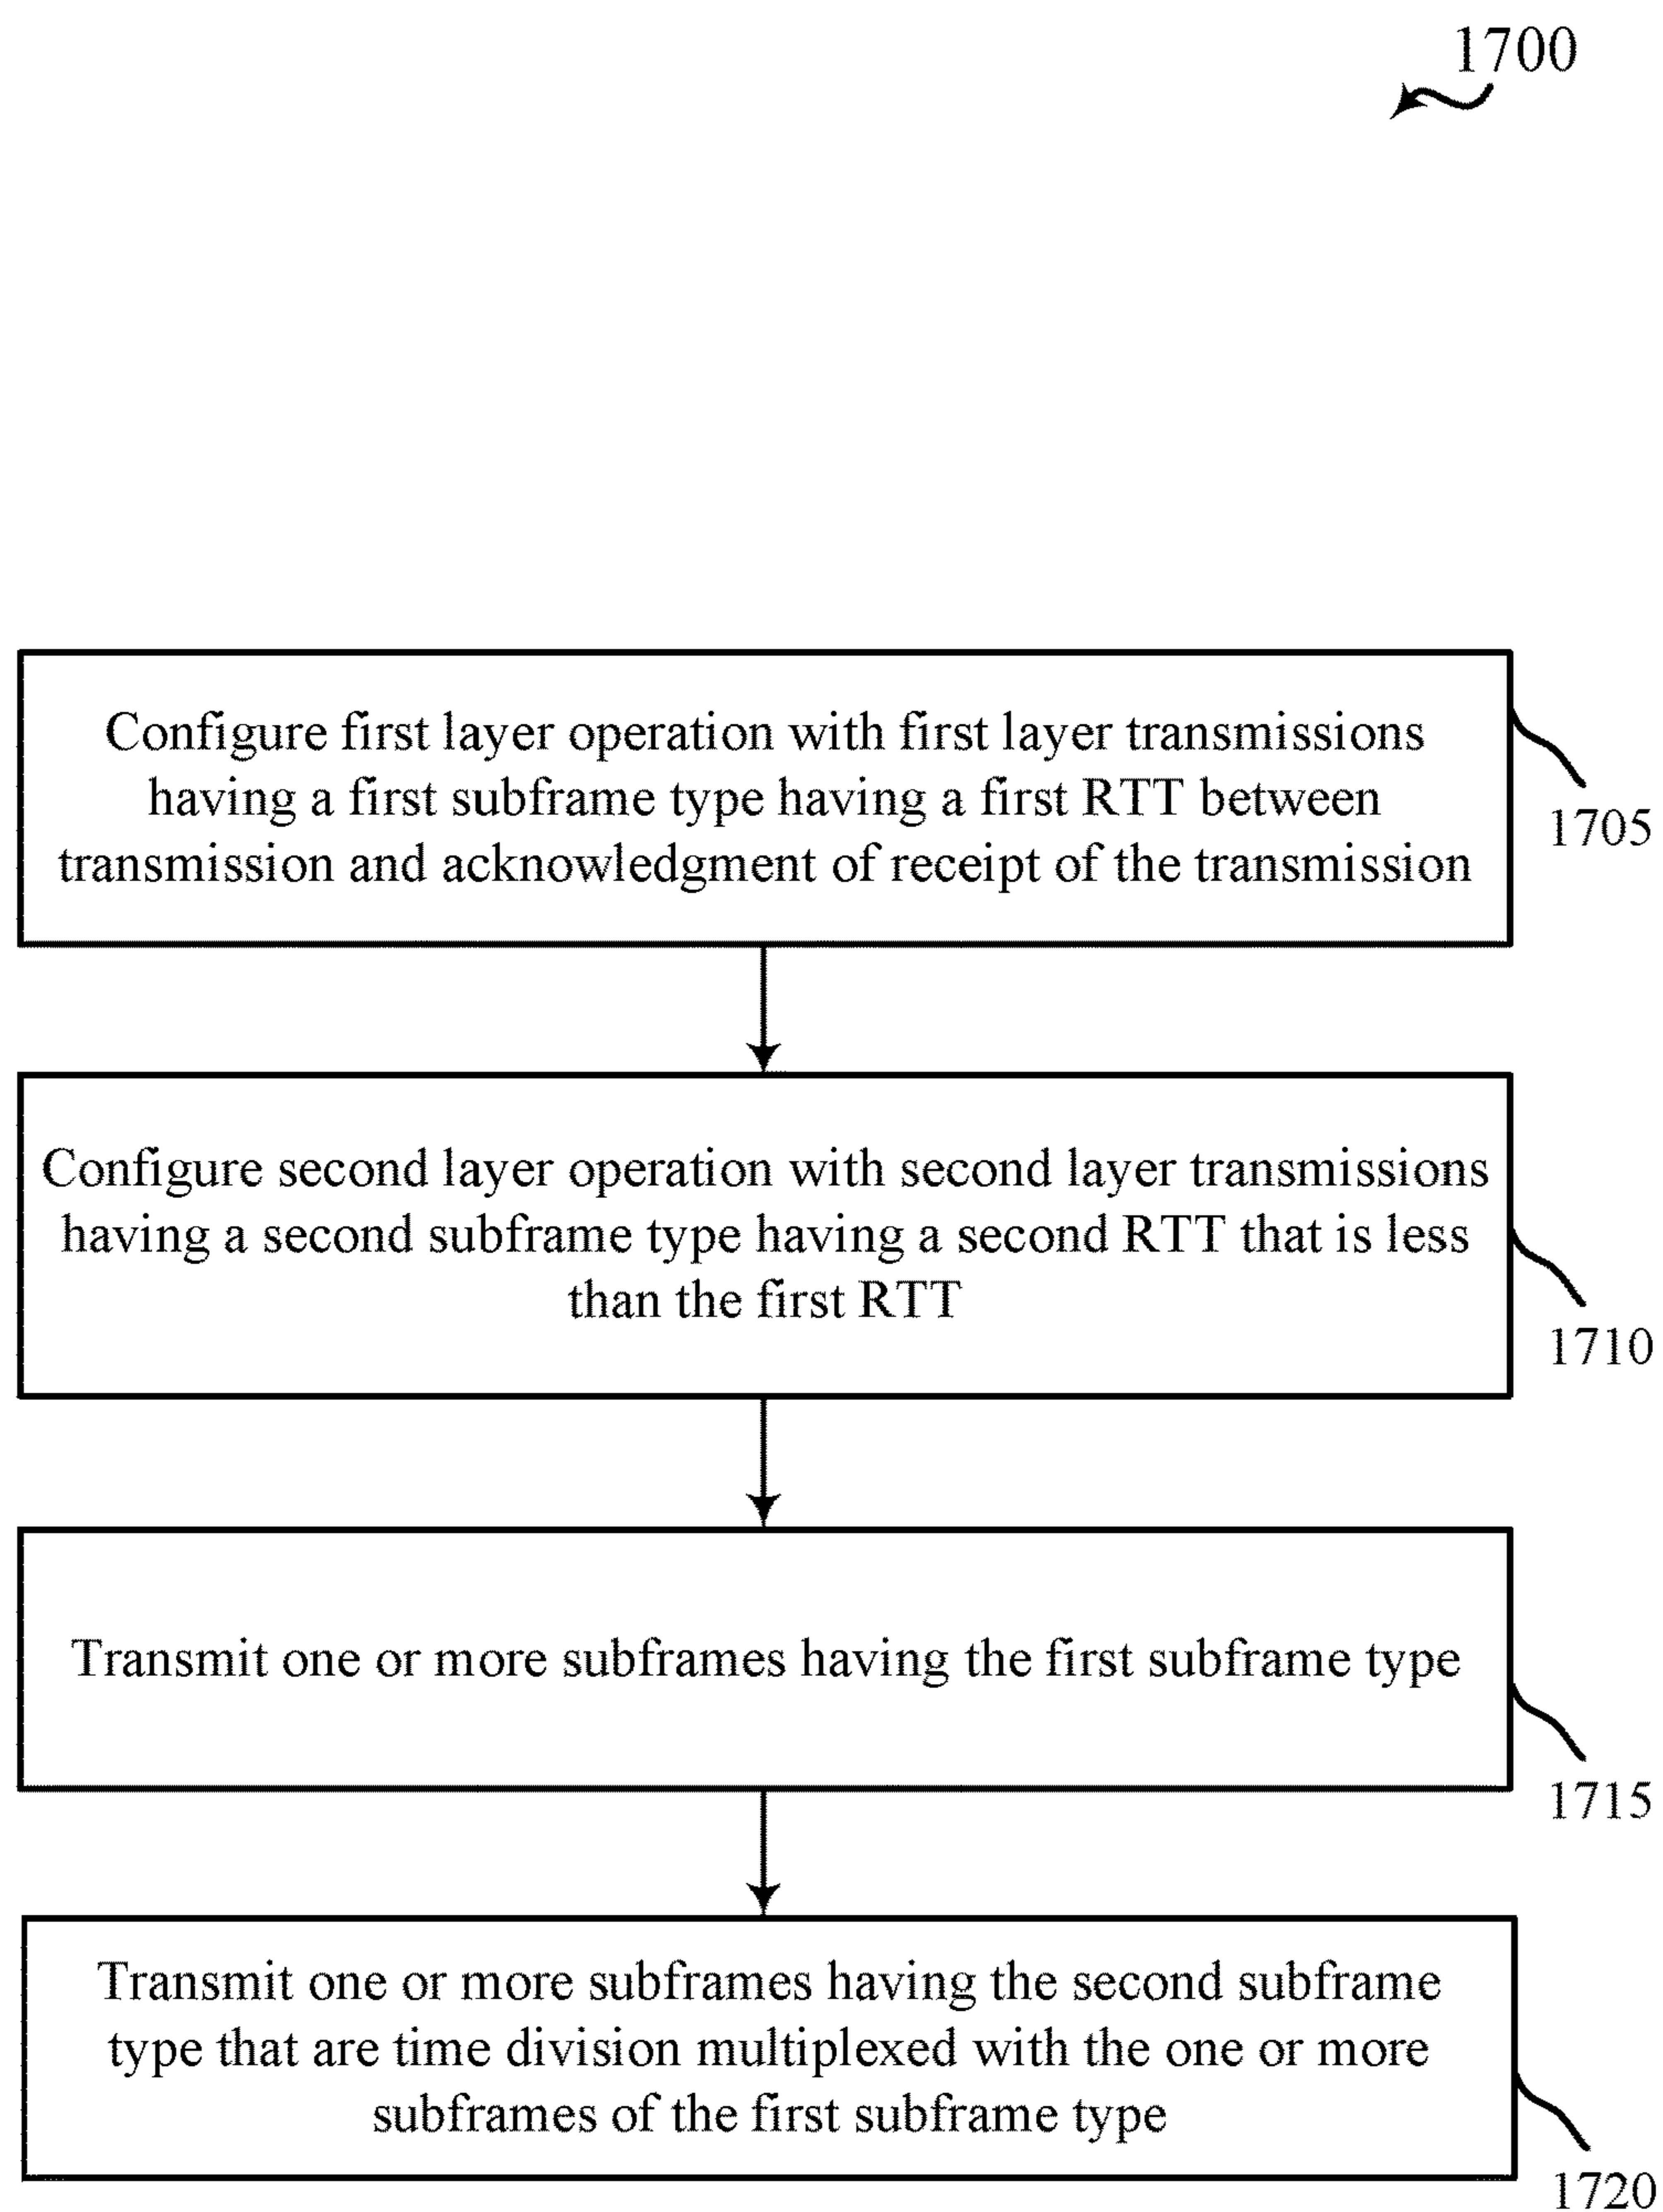 1700
Configure first layer operation with first layer transmissions
having a first subframe type having a first RTT between
transmission and acknowledgment of receipt of the transmission
1705
Configure second layer operation with second layer transmissions
having a second subframe type having a second RTT that is less
than the first RTT
1710
Transmit one or more subframes having the first subframe type
1715
Transmit one or more subframes having the second subframe
type that are time division multiplexed with the one or more
subframes of the first subframe type
1720